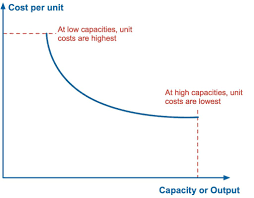 Cost per unit
At low capacities, unit
costs are highest
At high capacities, unit
costs are lowest
Capacity or Output